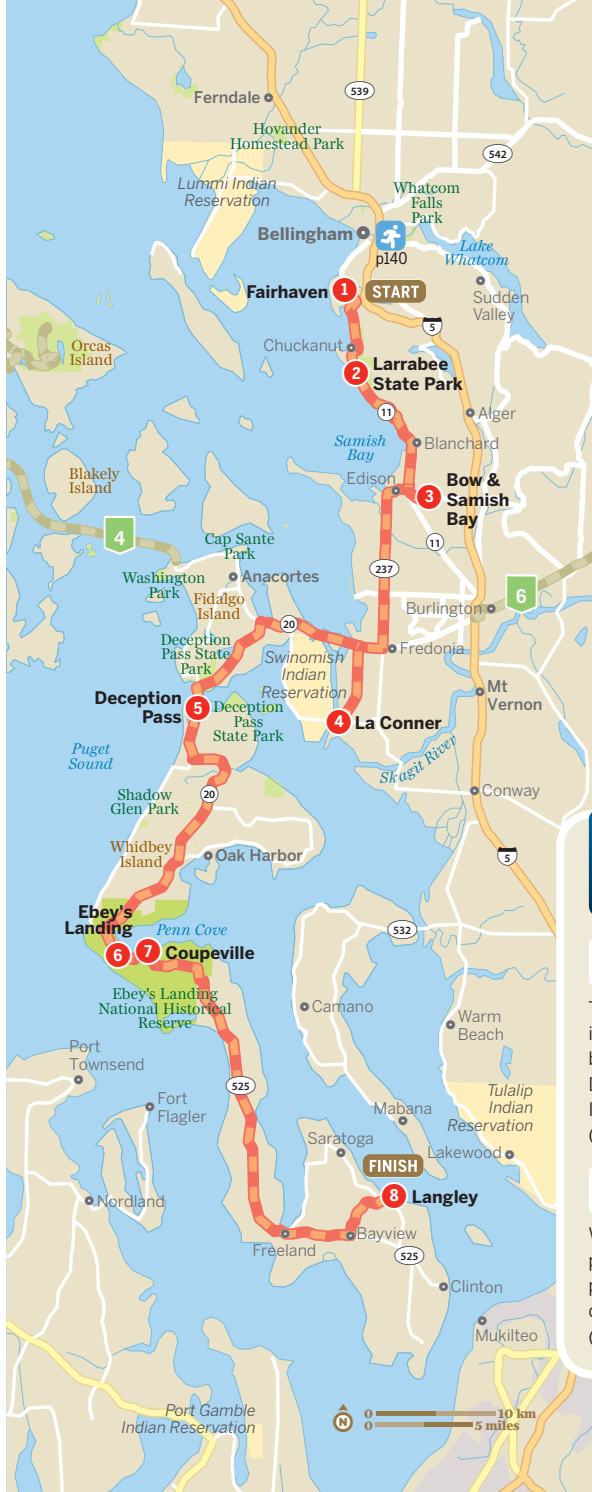 Ferndale
539
Hovander
Homestead Park
542
Lummi Indian
Reservation
Whatcom
Falls
Park
Bellingham
p140
Lake
Whatcom
Fairhaven
1
START
Sudden
Valley
5
Chuckanut
Orcas
Island
2
Larrabee
State Park
11
Alger
Samish
Bay
Blanchard
Blakely
Island
Edison
3
Bow &
Samish
Bay
4
Cap Sante
Park
11
Washington
Park
Anacortes
237
6
Fidalgo
Island
Burlington
20
Deception
Pass State
Park
Swinomish
Indian
Reservation
Fredonia
Deception
Pass
5
Deception
Pass
State Park
4
La Conner
Mt
Vernon
Puget
Sound
Skagit River
Shadow
Glen Park
20
Conway
Whidbey
Island
Oak Harbor
5
Ebey's
Landing
Penn Cove
532
6
7
Coupeville
Ebey's Landing
National Historical
Reserve
Camano
Warm
Beach
Port
Townsend
Fort
Flagler
525
Tulalip
Indian
Reservation
Mabana
Saratoga
Lakewood
FINISH
8
Langley
Nordland
Freeland
Bayview
525
Clinton
Mukilteo
Port Gamble
Indian Reservation
N
0 10 km
0 5 miles